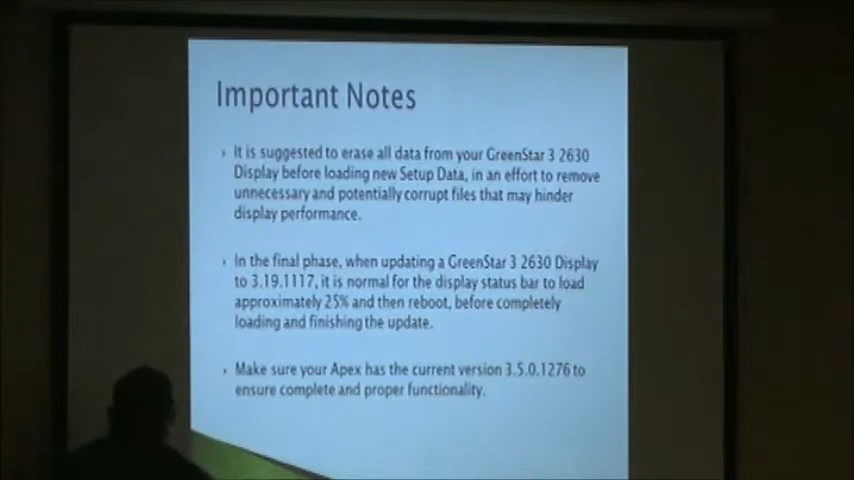 Important Notes
› It is suggested to erase all data from your GreenStar 3 2630
Display before loading new Setup Data, in an effort to remove
unnecessary and potentially corrupt files that may hinder
display performance.
› In the final phase, when updating a GreenStar 3 2630 Display
to 3.19.1117, it is normal for the display status bar to load
approximately 25% and then reboot, before completely
loading and finishing the update.
› Make sure your Apex has the current version 3.5.0.1276 to
ensure complete and proper functionality.